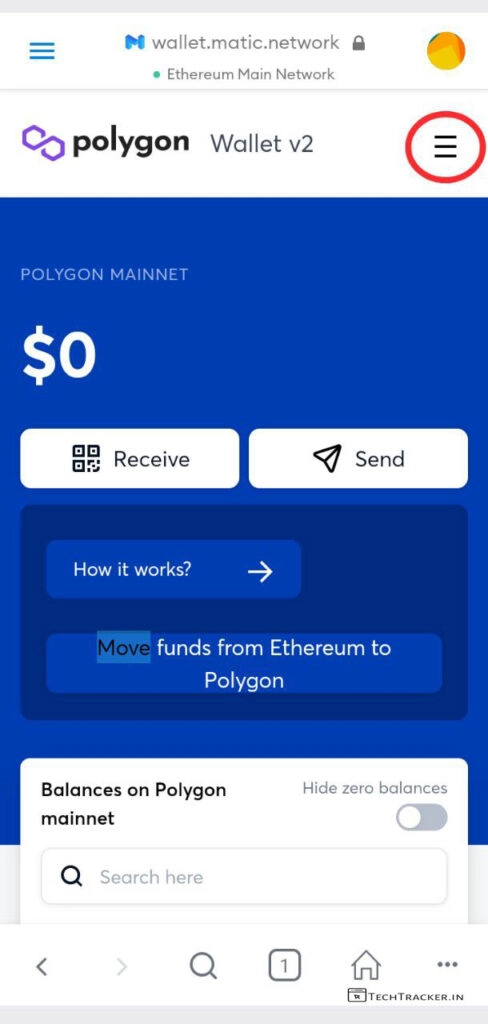 wallet.matic.network
Ethereum Main Network
polygon Wallet v2
POLYGON MAINNET
$0
Receive
Send
How it works?
Move funds from Ethereum to
Polygon
Balances on Polygon
mainnet
Hide zero balances
Search here
1
TECHTRACKER.IN